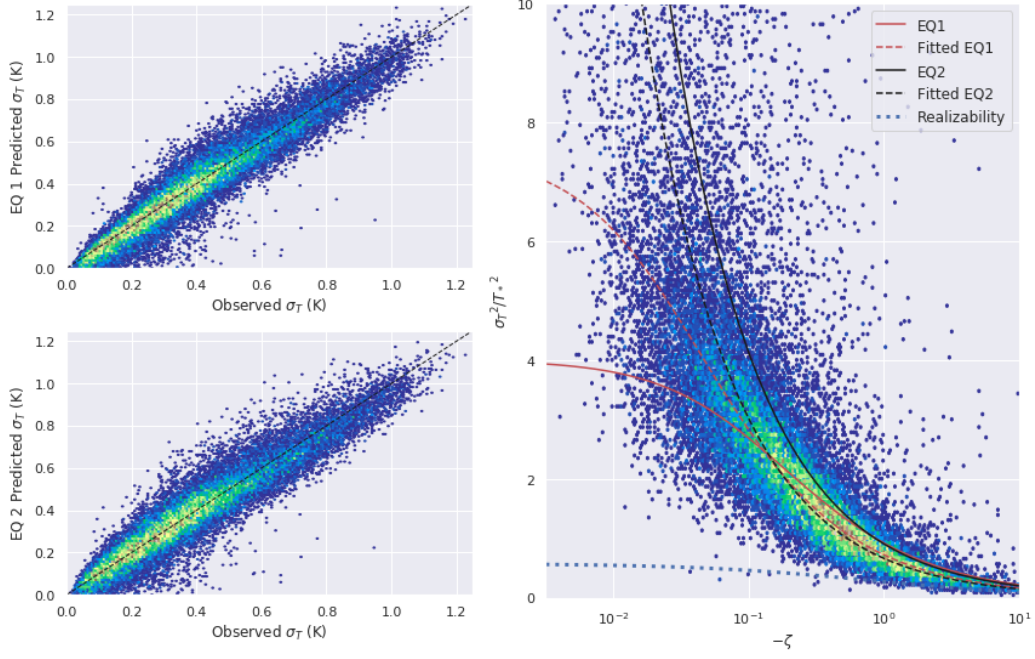 EQ 1 Predicted σ_T (K)
1.2
1.0
0.8
0.6
0.4
0.2
0.0
0.0 0.2 0.4 0.6 0.8 1.0 1.2
Observed σ_T (K)
EQ 2 Predicted σ_T (K)
1.2
1.0
0.8
0.6
0.4
0.2
0.0
0.0 0.2 0.4 0.6 0.8 1.0 1.2
Observed σ_T (K)
σ_T²/T_*²
10
8
6
4
2
0
EQ1
Fitted EQ1
EQ2
Fitted EQ2
Realizability
10⁻² 10⁻¹ 10⁰ 10¹
−ζ